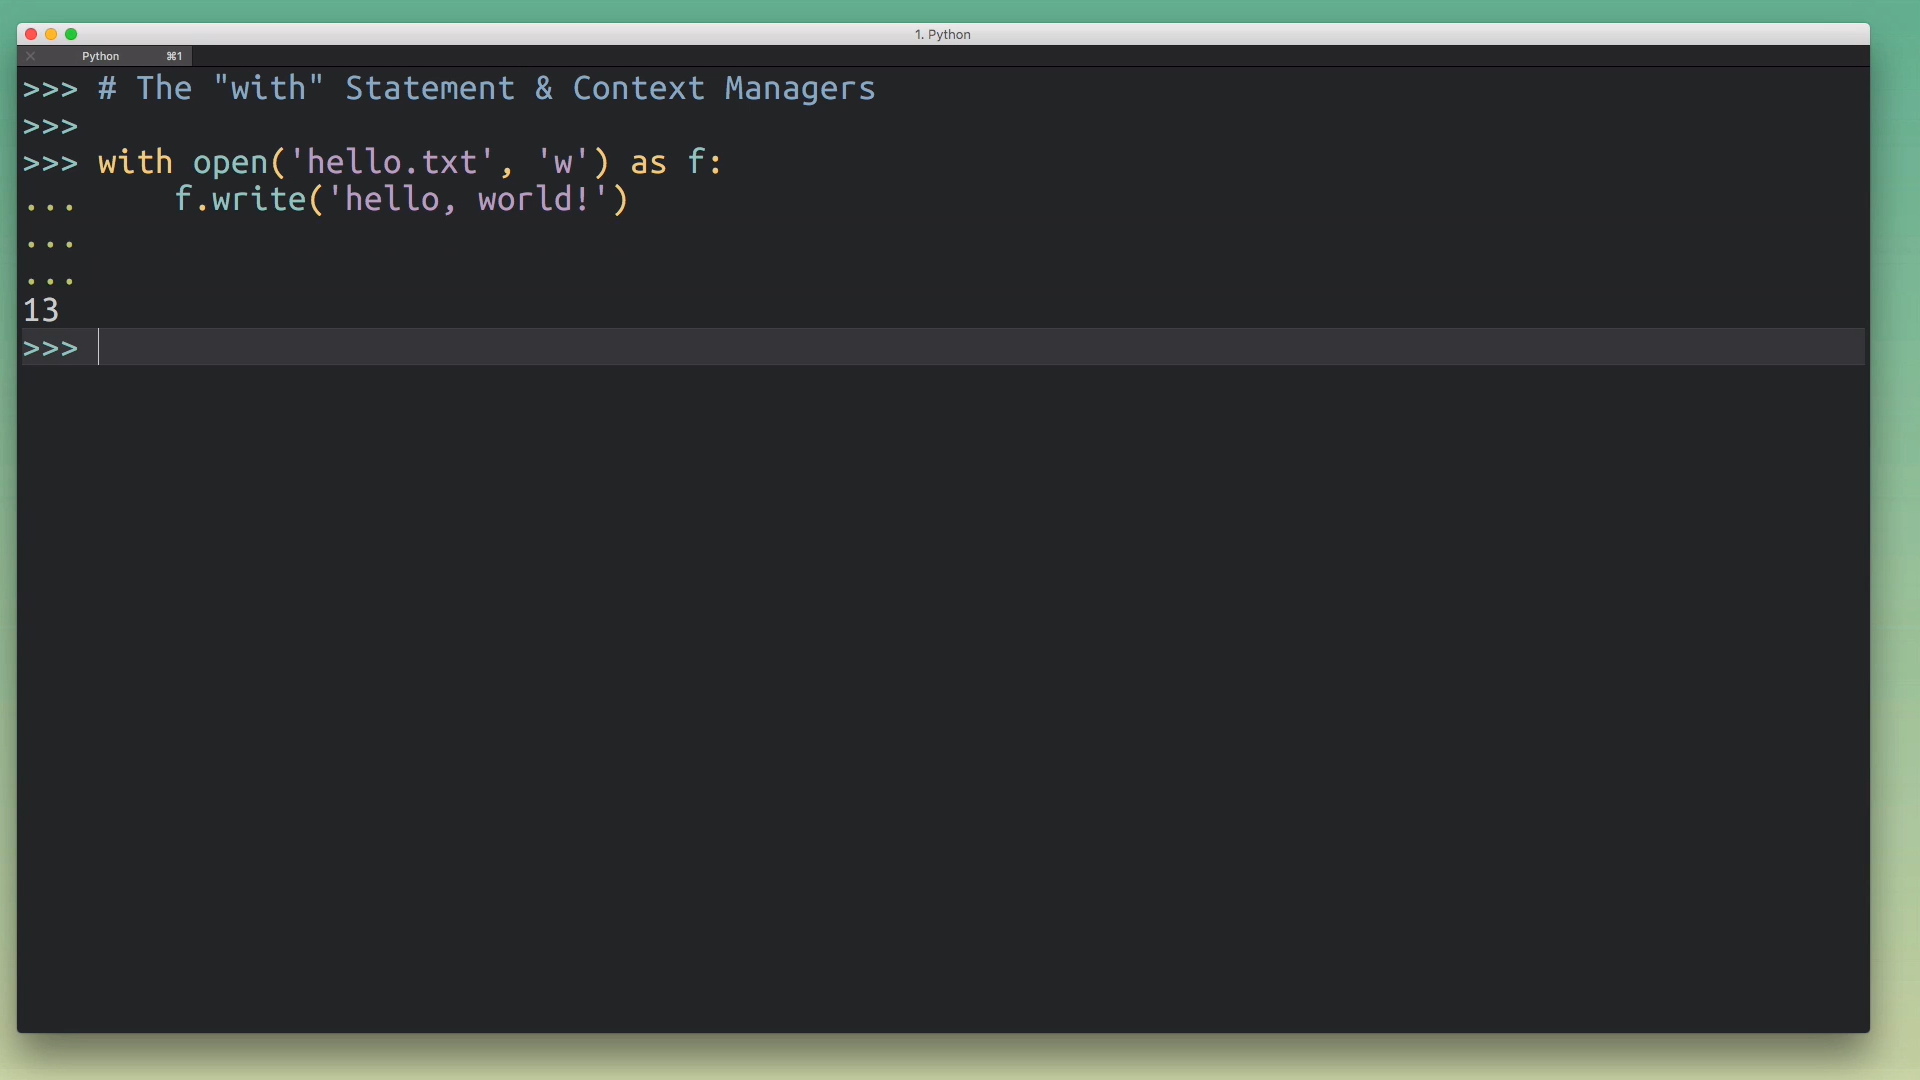 1. Python
Python ⌘1
>>> # The "with" Statement & Context Managers
>>>
>>> with open('hello.txt', 'w') as f:
...     f.write('hello, world!')
...
...
13
>>>